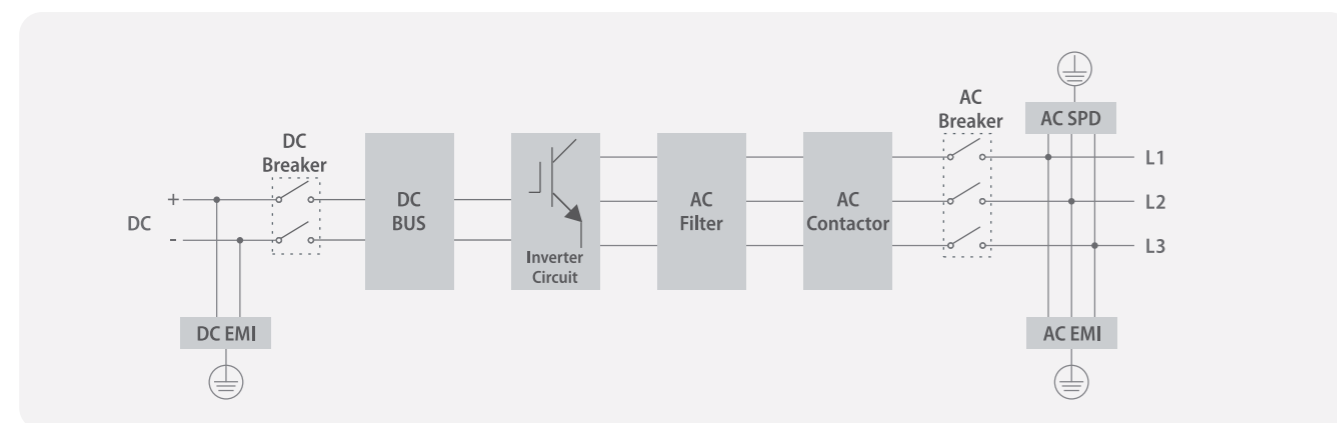 DC
+
-
DC
Breaker
DC EMI
DC
BUS
Inverter
Circuit
AC
Filter
AC
Contactor
AC
Breaker
AC SPD
L1
L2
L3
AC EMI